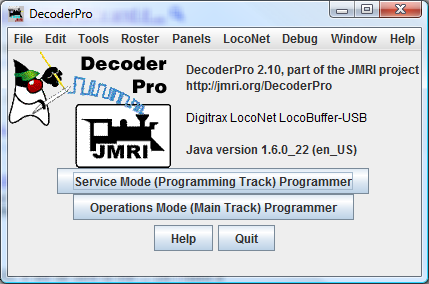 DecoderPro
File Edit Tools Roster Panels LocoNet Debug Window Help
Decoder
Pro
JMRI
DecoderPro 2.10, part of the JMRI project
http://jmri.org/DecoderPro
Digitrax LocoNet LocoBuffer-USB
Java version 1.6.0_22 (en_US)
Service Mode (Programming Track) Programmer
Operations Mode (Main Track) Programmer
Help Quit